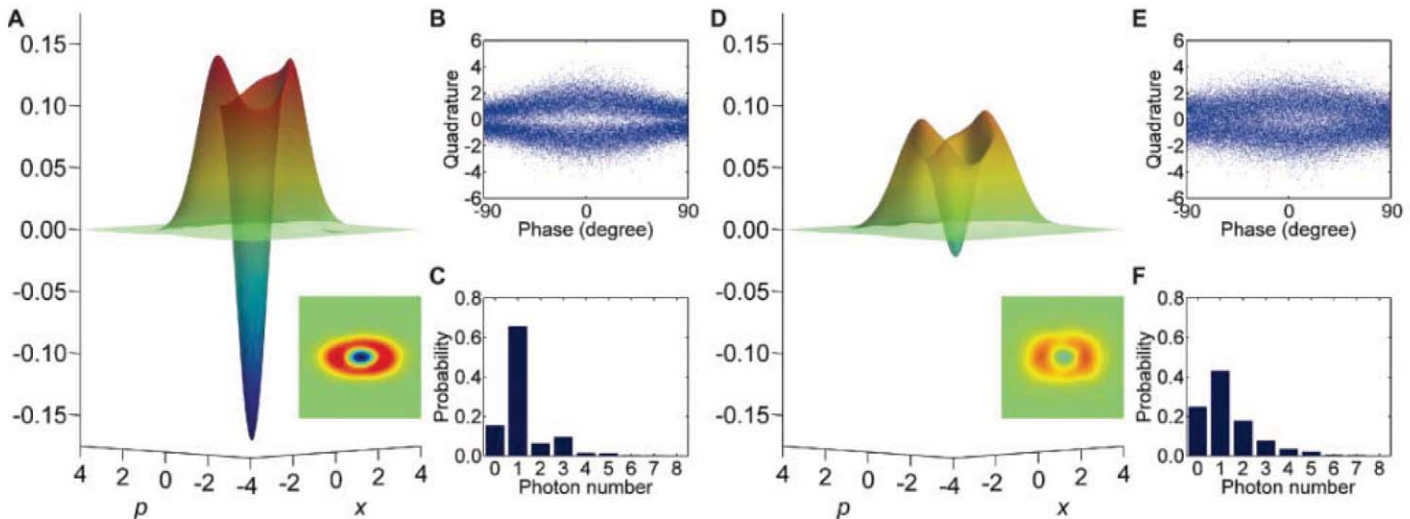 A
0.15
0.10
0.05
0.00
-0.05
-0.10
-0.15
4 2 0 -2 -4 -2 0 2 4
p x
B
Quadrature
6
4
2
0
-2
-4
-6
-90 0 90
Phase (degree)
C
Probability
0.8
0.6
0.4
0.2
0.0
0 1 2 3 4 5 6 7 8
Photon number
D
0.15
0.10
0.05
0.00
-0.05
-0.10
-0.15
4 2 0 -2 -4 -2 0 2 4
p x
E
Quadrature
6
4
2
0
-2
-4
-6
-90 0 90
Phase (degree)
F
Probability
0.8
0.6
0.4
0.2
0.0
0 1 2 3 4 5 6 7 8
Photon number